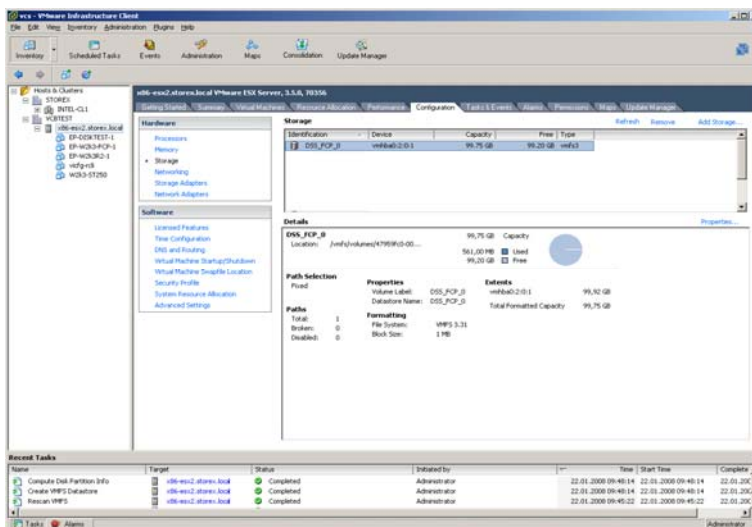 vcs - VMware Infrastructure Client
File Edit View Inventory Administration Plugins Help
Inventory Scheduled Tasks Events Administration Maps Consolidation Update Manager
Hosts & Clusters
STOREX
INTEL-CL1
VCBTEST
x86-esx2.storex.local
EP-DESKTEST-1
EP-W2K3-FCP-1
EP-W2K3R2-1
vicfg-rcli
W2K3-ST250
x86-esx2.storex.local VMware ESX Server, 3.5.0, 70356
Getting Started Summary Virtual Machines Resource Allocation Performance Configuration Tasks & Events Alarms Permissions Maps Update Manager
Hardware
Processors
Memory
Storage
Networking
Storage Adapters
Network Adapters
Software
Licensed Features
Time Configuration
DNS and Routing
Virtual Machine Startup/Shutdown
Virtual Machine Swapfile Location
Security Profile
System Resource Allocation
Advanced Settings
Storage Refresh Remove Add Storage...
Identification Device Capacity Free Type
DSS_FCP_0 vmhba0:2:0:1 99.75 GB 99.20 GB vmfs3
Details Properties...
DSS_FCP_0 99,75 GB Capacity
Location: /vmfs/volumes/47959fc0-00...
561,00 MB Used
99,20 GB Free
Path Selection
Fixed
Paths
Total: 1
Broken: 0
Disabled: 0
Properties
Volume Label: DSS_FCP_0
Datastore Name: DSS_FCP_0
Formatting
File System: VMFS 3.31
Block Size: 1 MB
Extents
vmhba0:2:0:1 99,92 GB
Total Formatted Capacity 99,75 GB
Recent Tasks
Name Target Status Initiated by Time Start Time Complete
Compute Disk Partition Info x86-esx2.storex.local Completed Administrator 22.01.2008 09:48:14 22.01.2008 09:48:14 22.01.200
Create VMFS Datastore x86-esx2.storex.local Completed Administrator 22.01.2008 09:48:14 22.01.2008 09:48:14 22.01.200
Rescan VMFS x86-esx2.storex.local Completed Administrator 22.01.2008 09:45:22 22.01.2008 09:45:22 22.01.200
Tasks Alarms Administrator